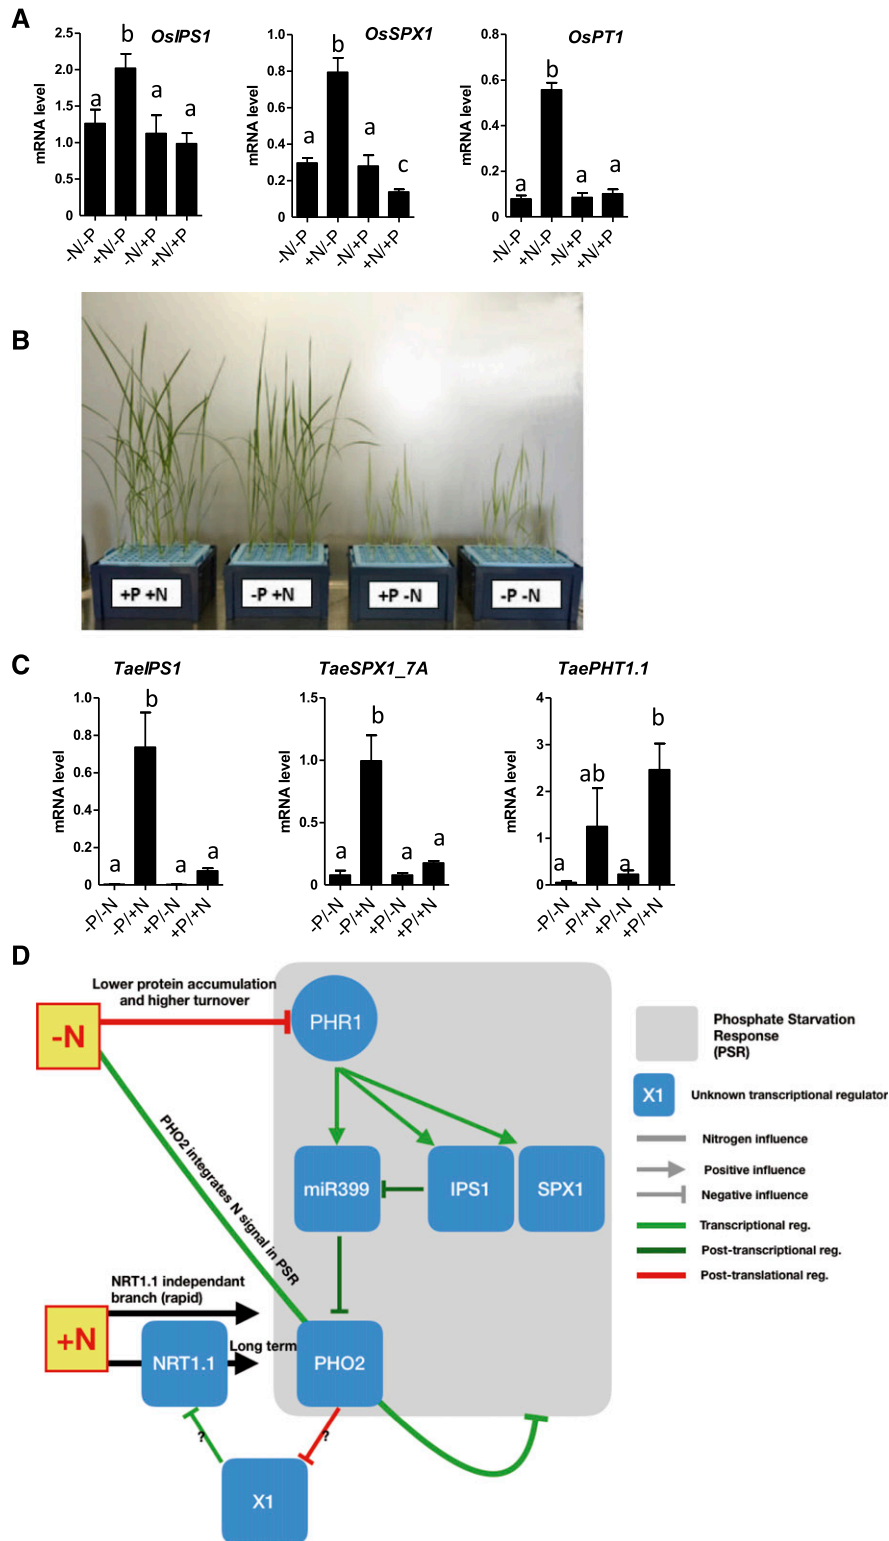 A
OsIPS1
OsSPX1
OsPT1
mRNA level
2.5
2.0
1.5
1.0
0.5
0
a
b
a
a
-N/-P
+N/-P
-N/+P
+N/+P
mRNA level
1.0
0.8
0.6
0.4
0.2
0
a
b
a
c
-N/-P
+N/-P
-N/+P
+N/+P
mRNA level
0.8
0.6
0.4
0.2
0
a
b
a
a
-N/-P
+N/-P
-N/+P
+N/+P
B
+P +N
-P +N
+P -N
-P -N
C
TaeIPS1
TaeSPX1_7A
TaePHT1.1
mRNA level
1.0
0.8
0.6
0.4
0.2
0
a
b
a
a
-P/-N
-P/+N
+P/-N
+P/+N
mRNA level
1.5
1.0
0.5
0
a
b
a
a
-P/-N
-P/+N
+P/-N
+P/+N
mRNA level
4
3
2
1
0
a
ab
a
b
-P/-N
-P/+N
+P/-N
+P/+N
D
Lower protein accumulation
and higher turnover
-N
PHR1
PHO2 integrates N signal in PSR
miR399
IPS1
SPX1
NRT1.1 independant
branch (rapid)
+N
NRT1.1
Long term
PHO2
?
?
X1
Phosphate Starvation
Response
(PSR)
X1
Unknown transcriptional regulator
Nitrogen influence
Positive influence
Negative influence
Transcriptional reg.
Post-transcriptional reg.
Post-translational reg.